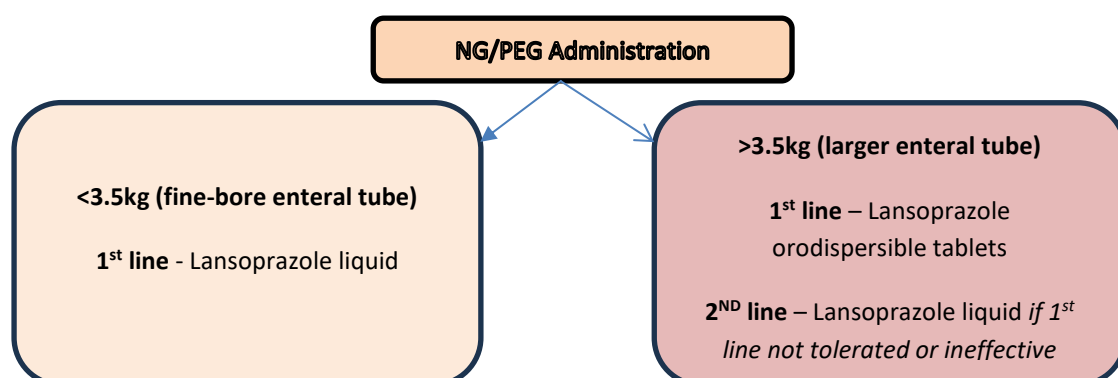 NG/PEG Administration
<3.5kg (fine-bore enteral tube)
1st line - Lansoprazole liquid
>3.5kg (larger enteral tube)
1st line – Lansoprazole
orodispersible tablets
2ND line – Lansoprazole liquid if 1st
line not tolerated or ineffective